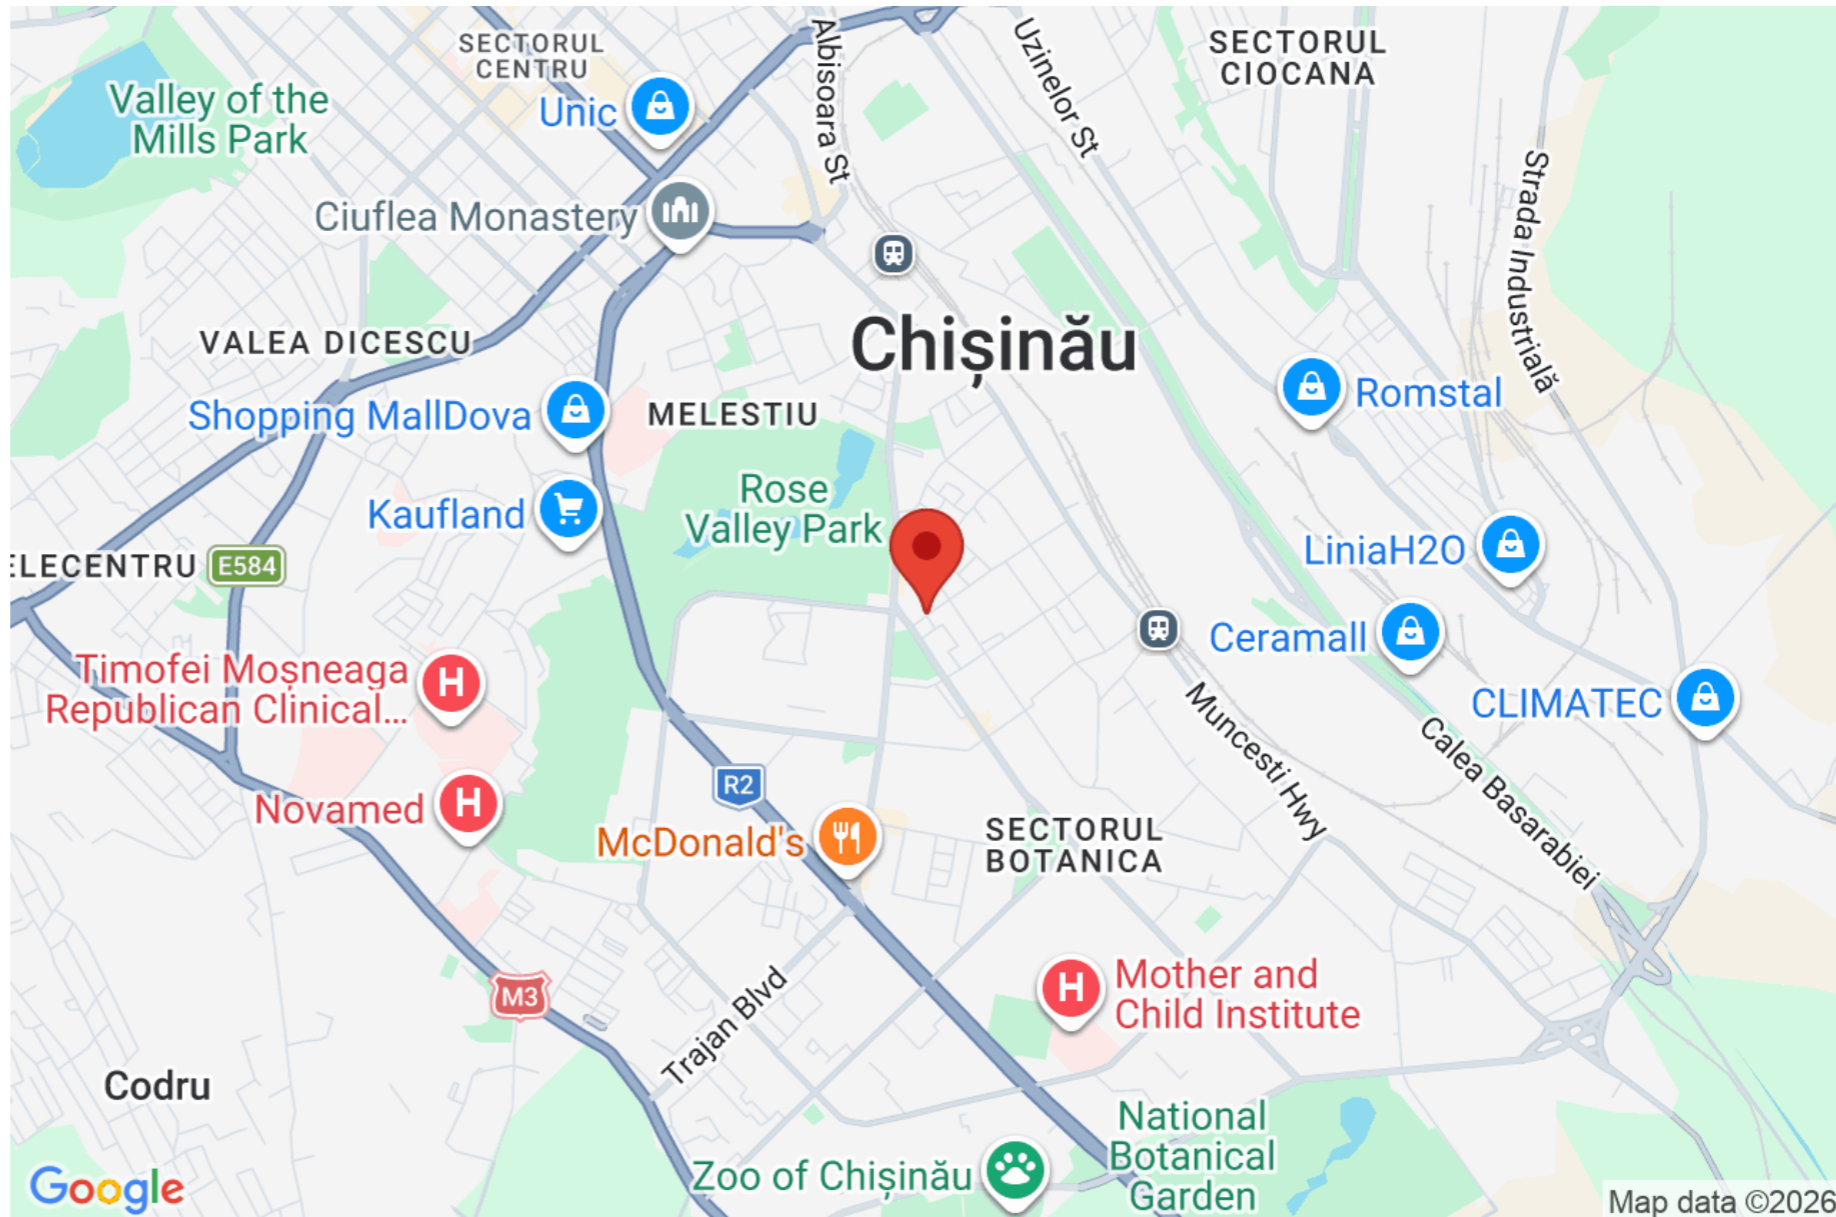 SECTORUL
CENTRU
Albisoara St
Uzinelor St
SECTORUL
CIOCANA
Valley of the
Mills Park
Unic
Strada Industrială
Ciuflea Monastery
Chișinău
VALEA DICESCU
Shopping MallDova
MELESTIU
Romstal
Rose
Valley Park
Kaufland
LiniaH2O
ELECENTRU
E584
Ceramall
Timofei Moșneaga
Republican Clinical...
H
CLIMATEC
Muncesti Hwy
Calea Basarabiei
R2
Novamed
H
McDonald's
SECTORUL
BOTANICA
M3
H
Mother and
Child Institute
Trajan Blvd
Codru
National
Botanical
Garden
Zoo of Chișinău
Google
Map data ©2026